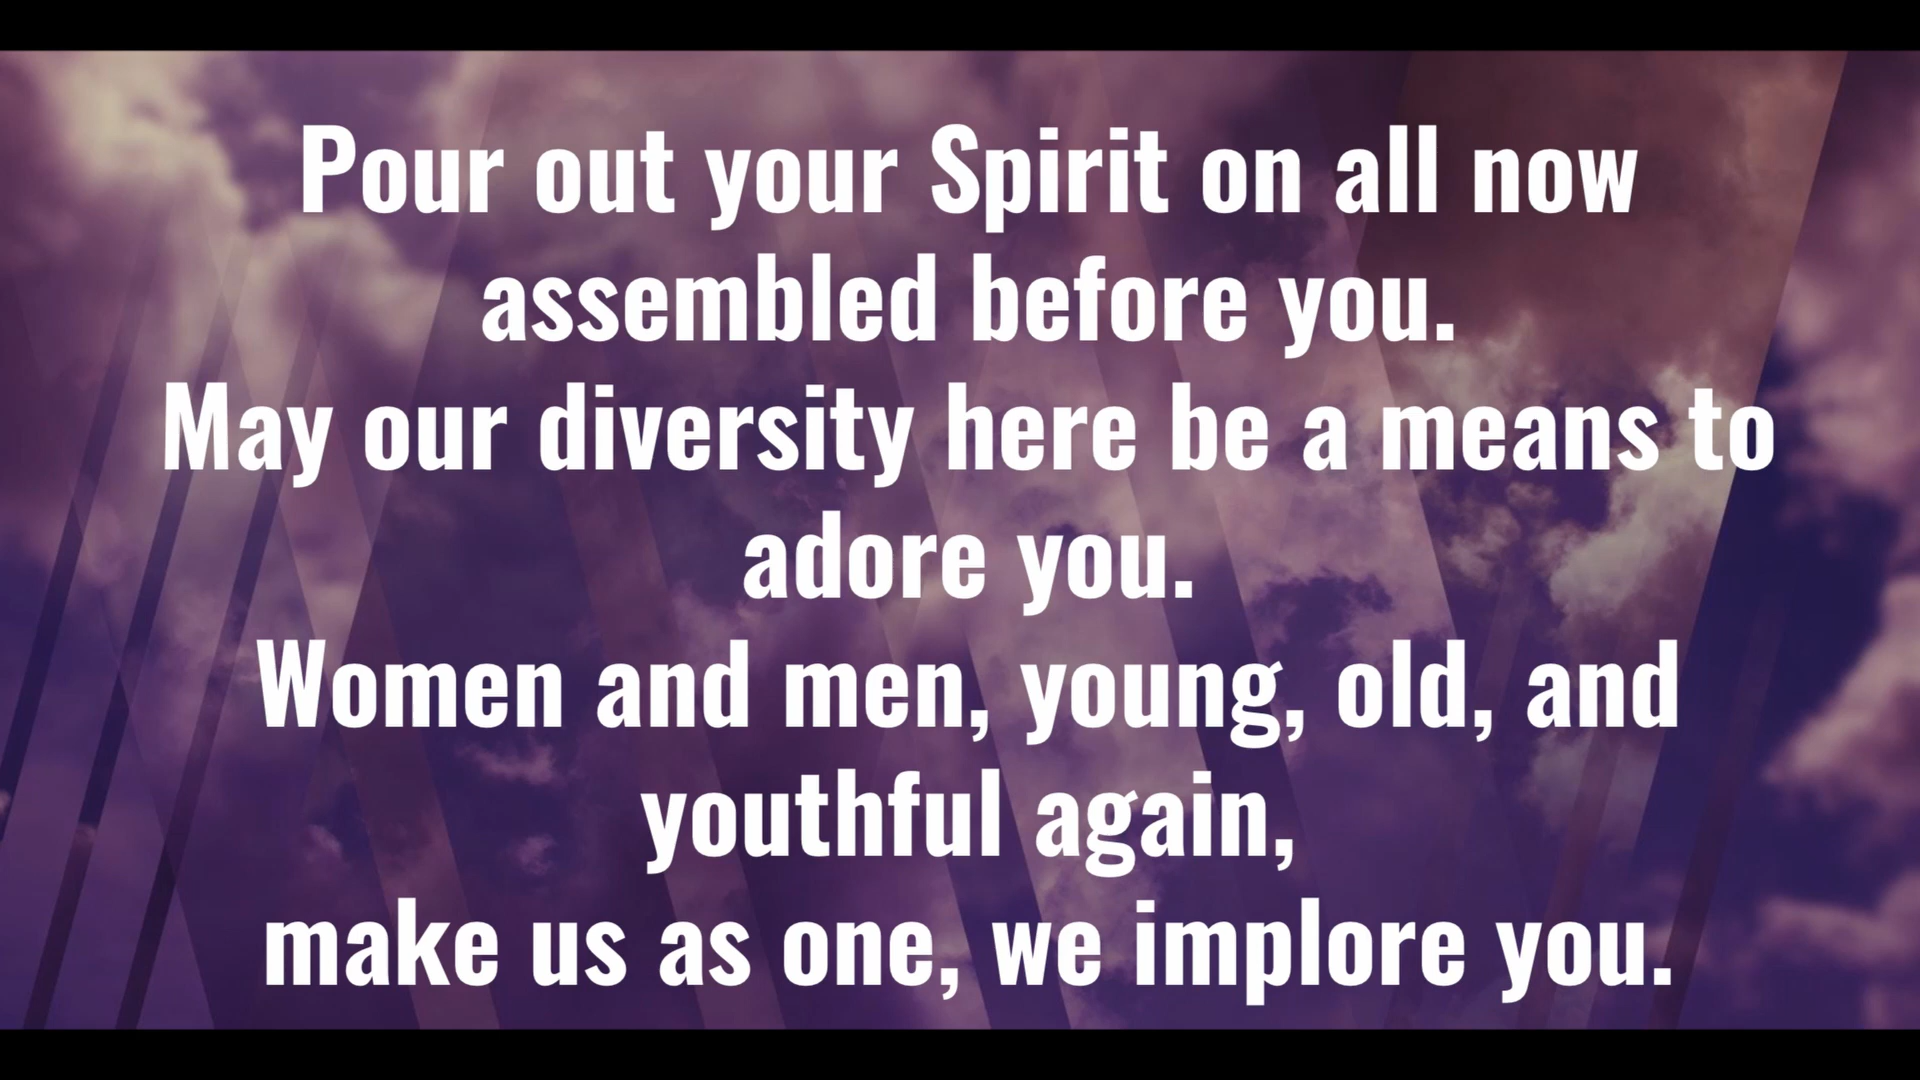 Pour out your Spirit on all now
assembled before you.
May our diversity here be a means to
adore you.
Women and men, young, old, and
youthful again,
make us as one, we implore you.